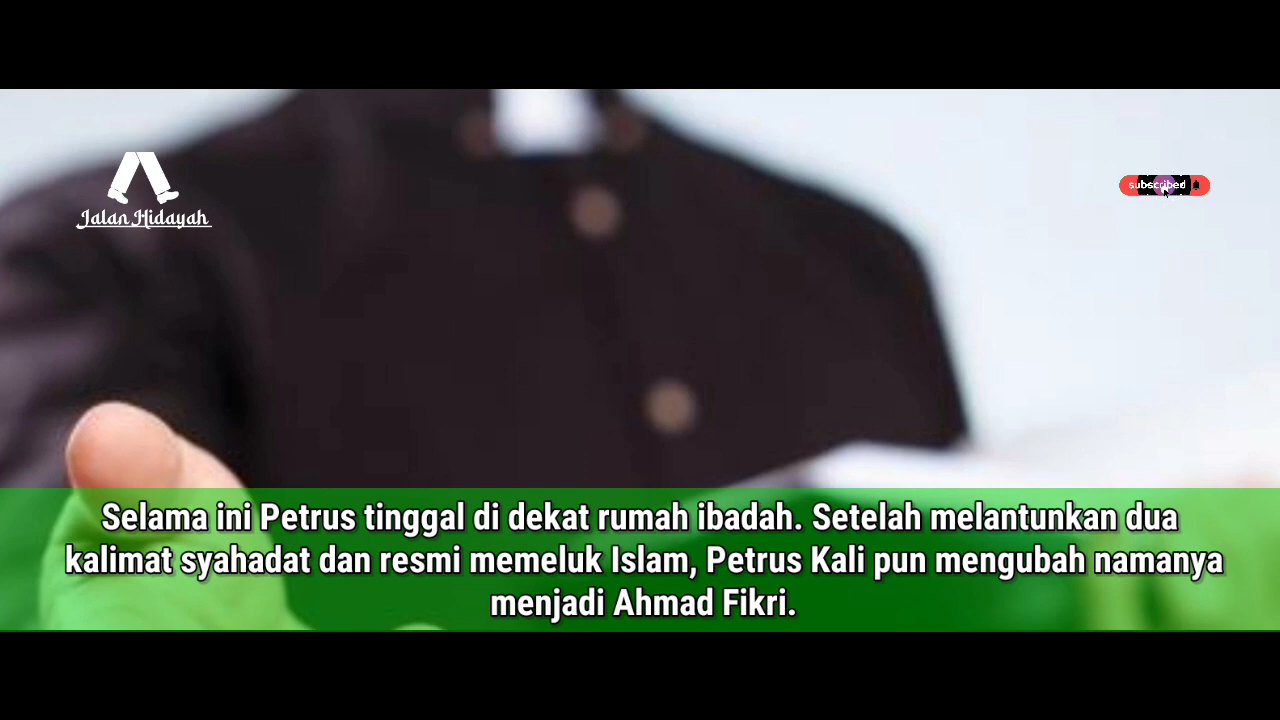 Jalan Hidayah
subscribed
Selama ini Petrus tinggal di dekat rumah ibadah. Setelah melantunkan dua
kalimat syahadat dan resmi memeluk Islam, Petrus Kali pun mengubah namanya
menjadi Ahmad Fikri.